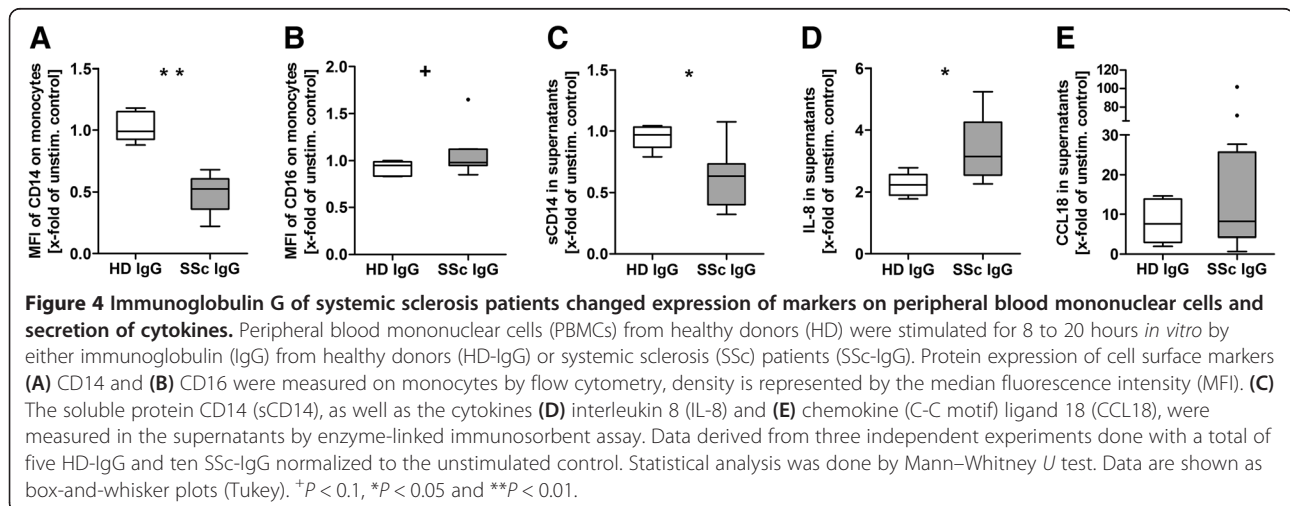 A
B
C
D
E
MFI of CD14 on monocytes
[x-fold of unstim. control]
1.5
1.0
0.5
0.0
* *
HD IgG
SSc IgG
MFI of CD16 on monocytes
[x-fold of unstim. control]
2.0
1.5
1.0
0.5
0.0
+
HD IgG
SSc IgG
sCD14 in supernatants
[x-fold of unstim. control]
1.5
1.0
0.5
0.0
*
HD IgG
SSc IgG
IL-8 in supernatants
[x-fold of unstim. control]
6
4
2
0
*
HD IgG
SSc IgG
CCL18 in supernatants
[x-fold of unstim. control]
120
100
80
60
30
20
10
0
HD IgG
SSc IgG
Figure 4 Immunoglobulin G of systemic sclerosis patients changed expression of markers on peripheral blood mononuclear cells and
secretion of cytokines. Peripheral blood mononuclear cells (PBMCs) from healthy donors (HD) were stimulated for 8 to 20 hours in vitro by
either immunoglobulin (IgG) from healthy donors (HD-IgG) or systemic sclerosis (SSc) patients (SSc-IgG). Protein expression of cell surface markers
(A) CD14 and (B) CD16 were measured on monocytes by flow cytometry, density is represented by the median fluorescence intensity (MFI). (C)
The soluble protein CD14 (sCD14), as well as the cytokines (D) interleukin 8 (IL-8) and (E) chemokine (C-C motif) ligand 18 (CCL18), were
measured in the supernatants by enzyme-linked immunosorbent assay. Data derived from three independent experiments done with a total of
five HD-IgG and ten SSc-IgG normalized to the unstimulated control. Statistical analysis was done by Mann–Whitney U test. Data are shown as
box-and-whisker plots (Tukey). +P < 0.1, *P < 0.05 and **P < 0.01.